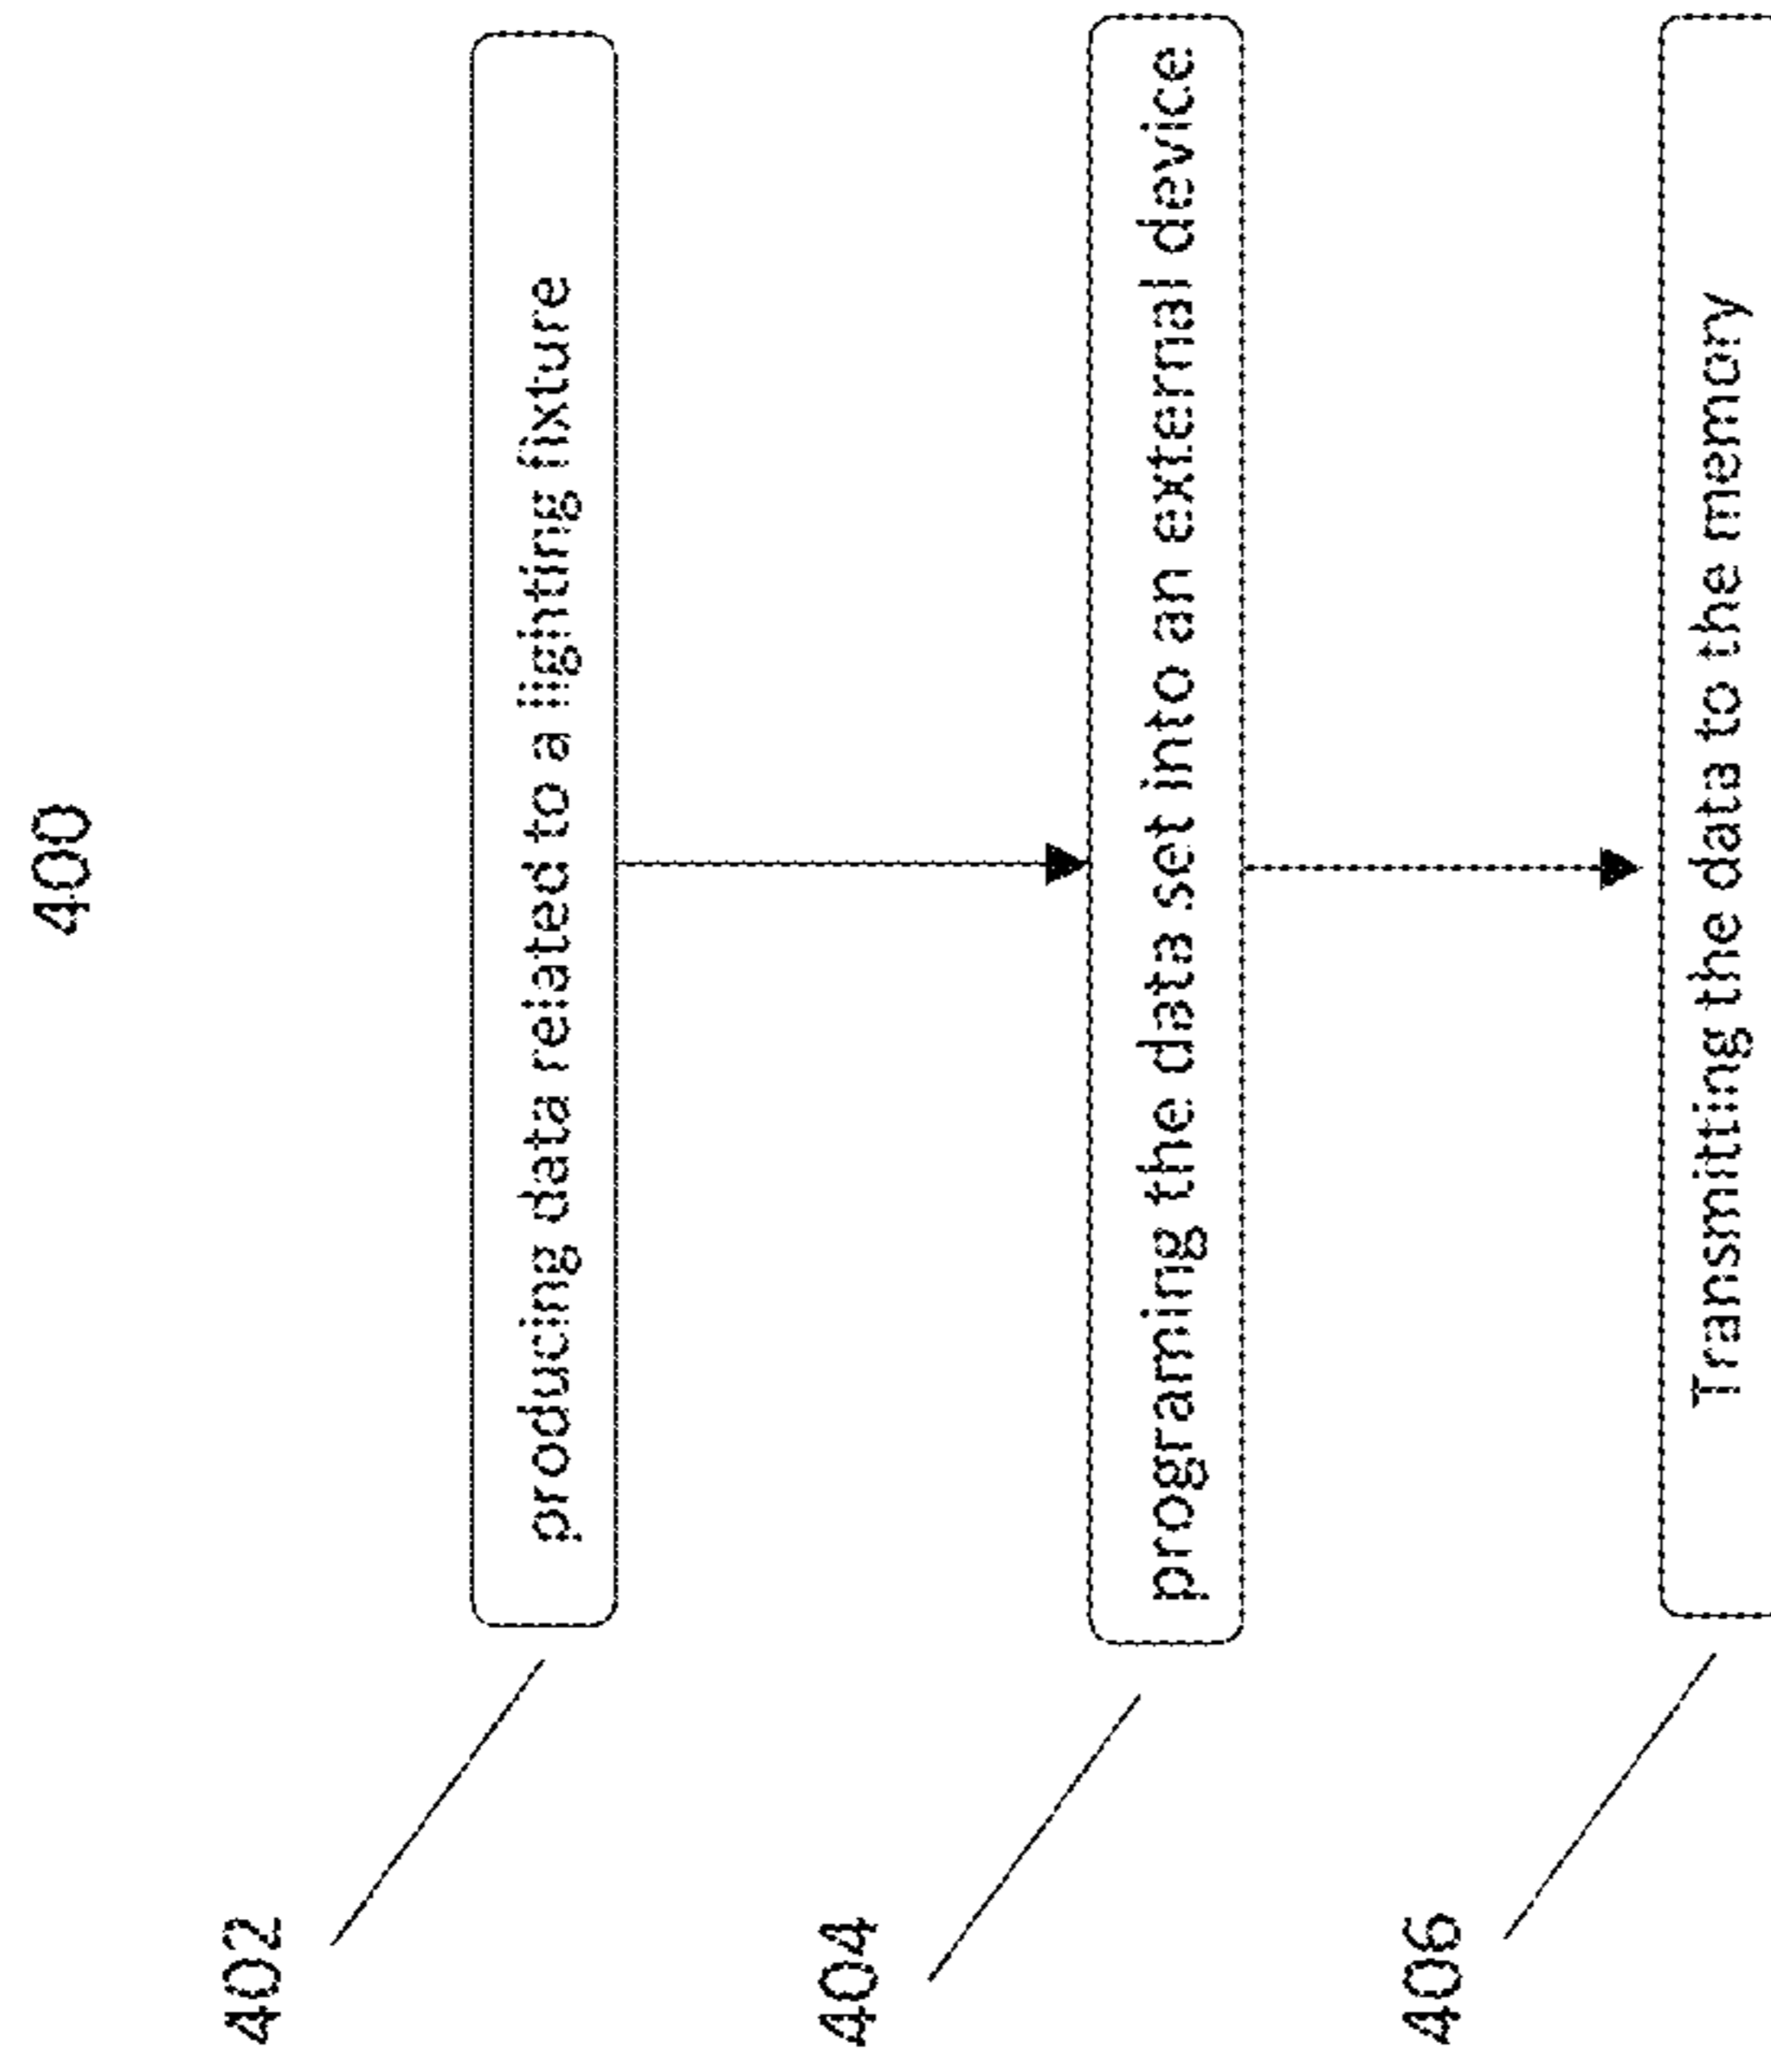 400
402
producing data related to a lighting fixture
404
programing the data set into an external device
406
Transmitting the data to the memory